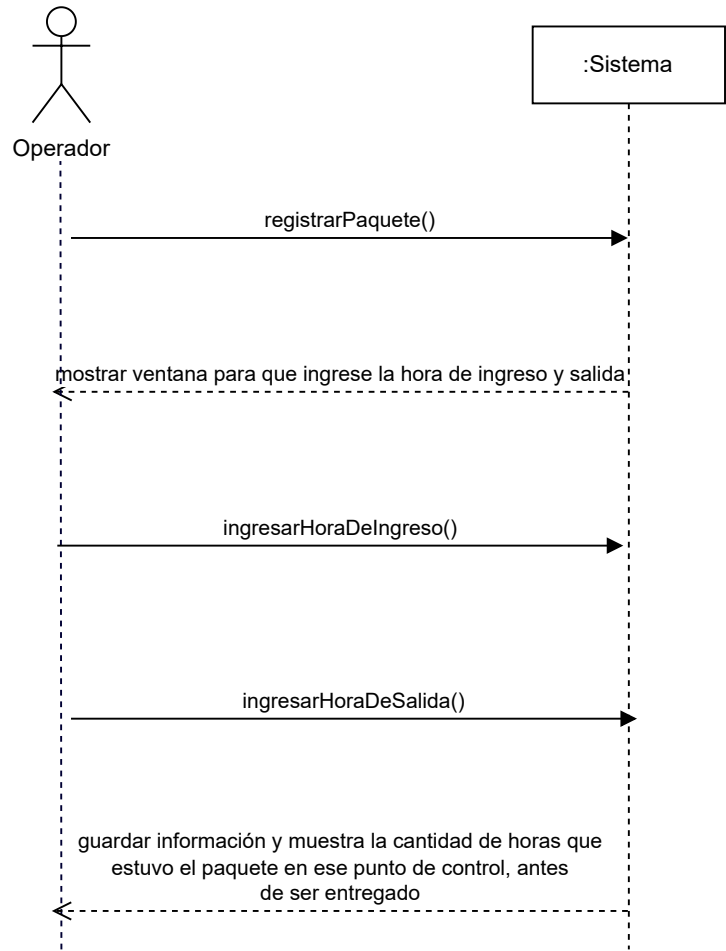 :Sistema
Operador
registrarPaquete()
mostrar ventana para que ingrese la hora de ingreso y salida
ingresarHoraDeIngreso()
ingresarHoraDeSalida()
guardar información y muestra la cantidad de horas que
estuvo el paquete en ese punto de control, antes
de ser entregado